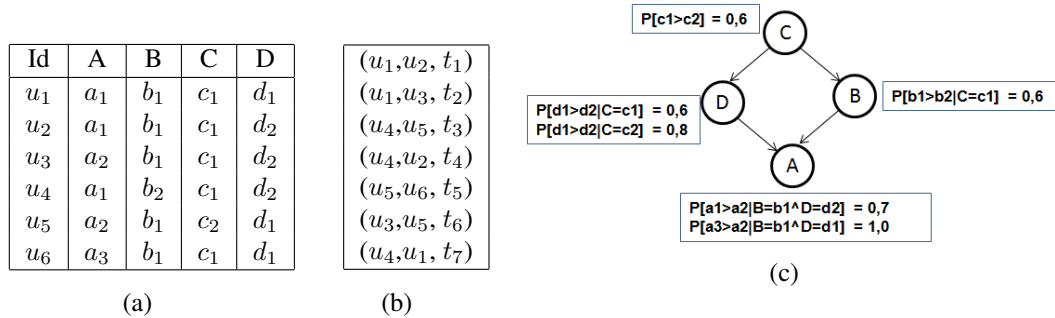 Id A B C D
u₁ a₁ b₁ c₁ d₁
u₂ a₁ b₁ c₁ d₂
u₃ a₂ b₁ c₁ d₂
u₄ a₁ b₂ c₁ d₂
u₅ a₂ b₁ c₂ d₁
u₆ a₃ b₁ c₁ d₁
(a)
(u₁,u₂, t₁)
(u₁,u₃, t₂)
(u₄,u₅, t₃)
(u₄,u₂, t₄)
(u₅,u₆, t₅)
(u₃,u₅, t₆)
(u₄,u₁, t₇)
(b)
P[c1>c2] = 0,6
C
D
B
P[b1>b2|C=c1] = 0,6
P[d1>d2|C=c1] = 0,6
P[d1>d2|C=c2] = 0,8
A
P[a1>a2|B=b1^D=d2] = 0,7
P[a3>a2|B=b1^D=d1] = 1,0
(c)